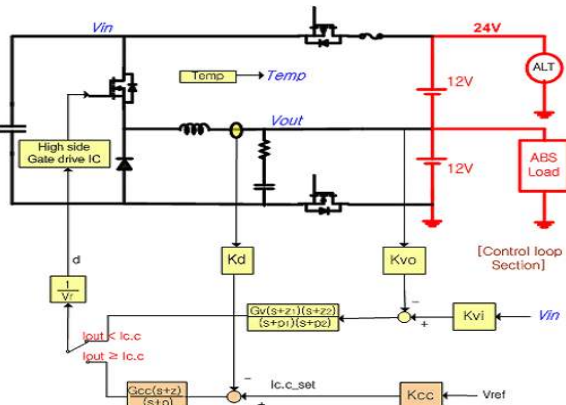 Vin
24V
ALT
Temp
Temp
12V
High side
Gate drive IC
Vout
12V
ABS
Load
d
Kd
Kvo
[Control loop
Section]
1
Vr
Gv(s+z1)(s+z2)
(s+p1)(s+p2)
−
+
Kvi
Vin
Iout < Ic.c
Iout ≥ Ic.c
Gcc(s+z)
(s+p)
−
+
Ic.c_set
Kcc
Vref